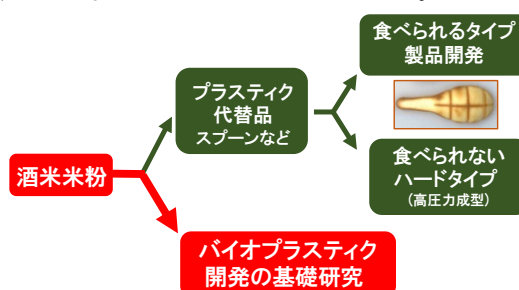 食べられるタイプ
製品開発
プラスティク
代替品
スプーンなど
食べられない
ハードタイプ
(高圧力成型)
酒米米粉
バイオプラスティク
開発の基礎研究